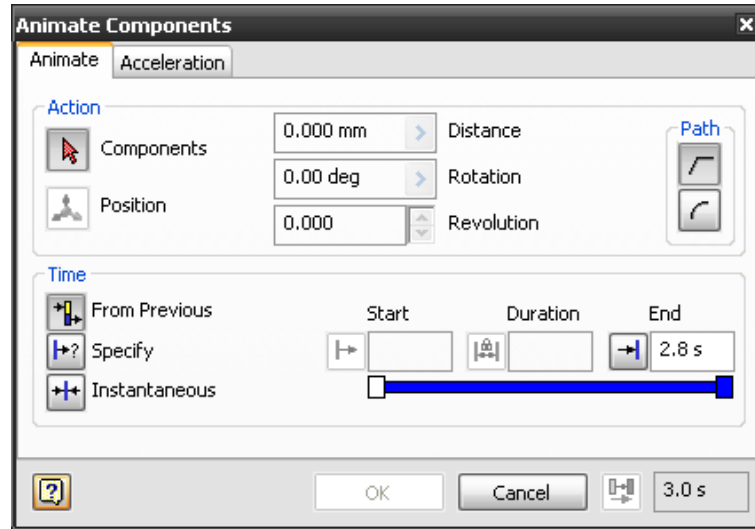 Animate Components
Animate Acceleration
Action
Components
Position
0.000 mm Distance
0.00 deg Rotation
0.000 Revolution
Path
Time
From Previous
Specify
Instantaneous
Start Duration End
2.8 s
OK Cancel 3.0 s